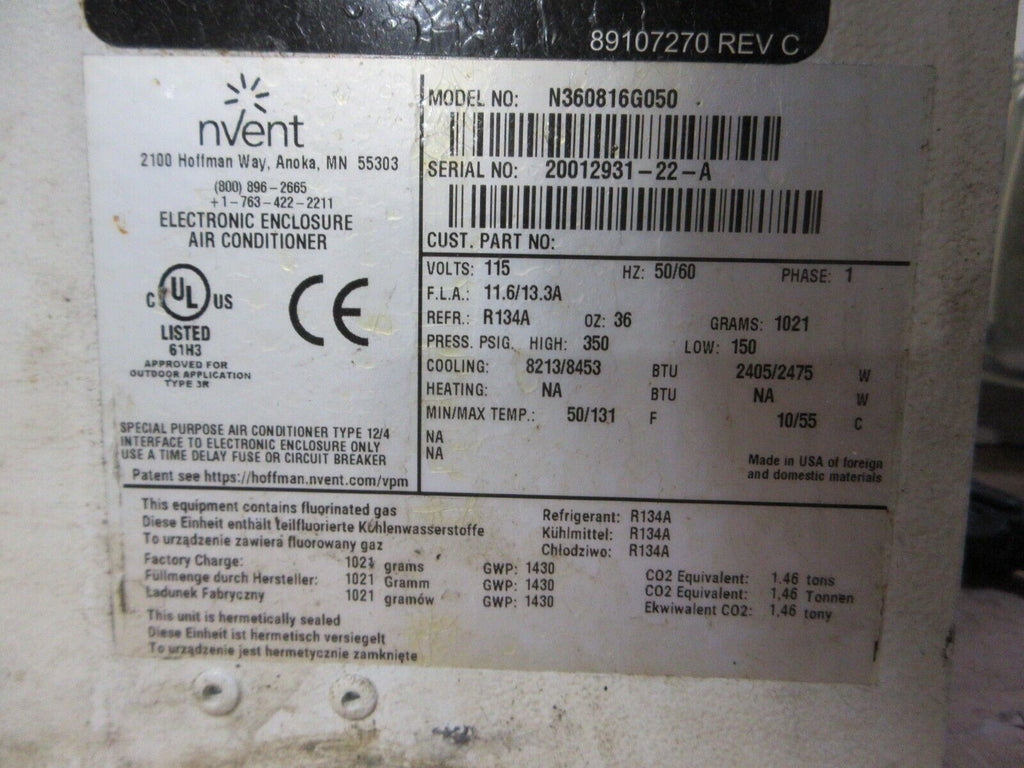 89107270 REV C
nvent
2100 Hoffman Way, Anoka, MN 55303
(800) 896-2665
+1-763-422-2211
ELECTRONIC ENCLOSURE
AIR CONDITIONER
C UL US
LISTED
61H3
APPROVED FOR
OUTDOOR APPLICATION
TYPE 3R
CE
SPECIAL PURPOSE AIR CONDITIONER TYPE 12/4
INTERFACE TO ELECTRONIC ENCLOSURE ONLY
USE A TIME DELAY FUSE OR CIRCUIT BREAKER
Patent see https://hoffman.nvent.com/vpm
MODEL NO: N360816G050
SERIAL NO: 20012931-22-A
CUST. PART NO:
VOLTS: 115 HZ: 50/60 PHASE: 1
F.L.A.: 11.6/13.3A
REFR.: R134A OZ: 36 GRAMS: 1021
PRESS. PSIG. HIGH: 350 LOW: 150
COOLING: 8213/8453 BTU 2405/2475 W
HEATING: NA BTU NA W
MIN/MAX TEMP.: 50/131 F 10/55 C
NA
NA
Made in USA of foreign
and domestic materials
This equipment contains fluorinated gas
Diese Einheit enthält teilfluorierte Kohlenwasserstoffe
To urządzenie zawiera fluorowany gaz
Refrigerant: R134A
Kühlmittel: R134A
Chłodziwo: R134A
Factory Charge: 1021 grams GWP: 1430 CO2 Equivalent: 1.46 tons
Füllmenge durch Hersteller: 1021 Gramm GWP: 1430 CO2 Equivalent: 1,46 Tonnen
Ładunek Fabryczny 1021 gramów GWP: 1430 Ekwiwalent CO2: 1,46 tony
This unit is hermetically sealed
Diese Einheit ist hermetisch versiegelt
To urządzenie jest hermetycznie zamknięte